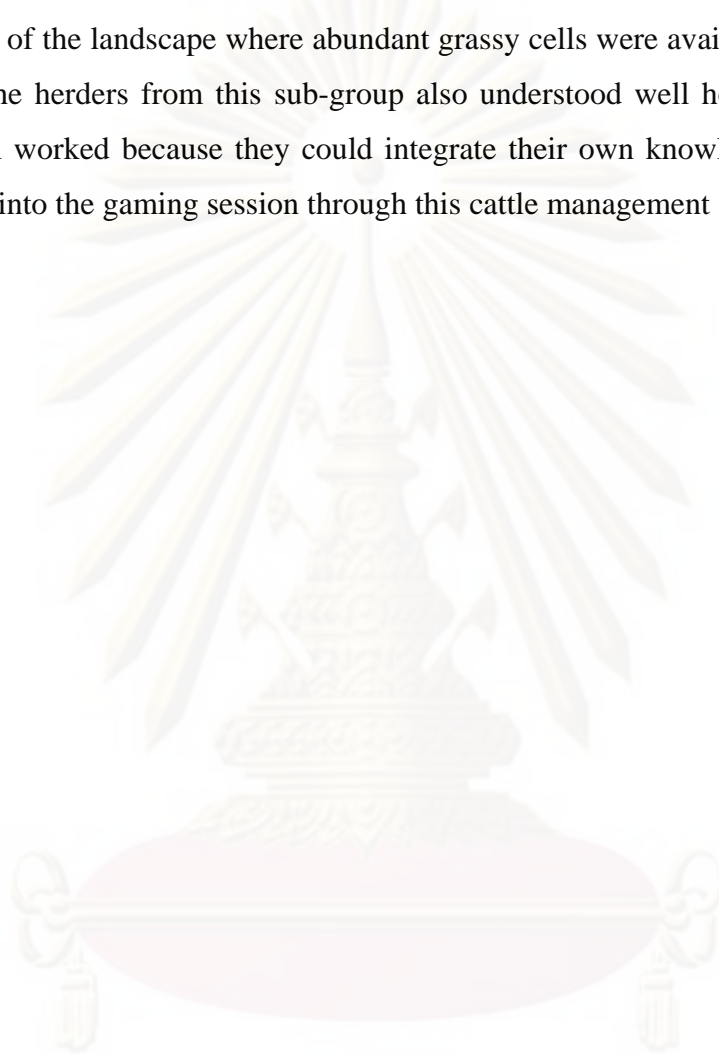 of the landscape where abundant grassy cells were avai
herders from this sub-group also understood well
worked because they could integrate their own know
into the gaming session through this cattle management